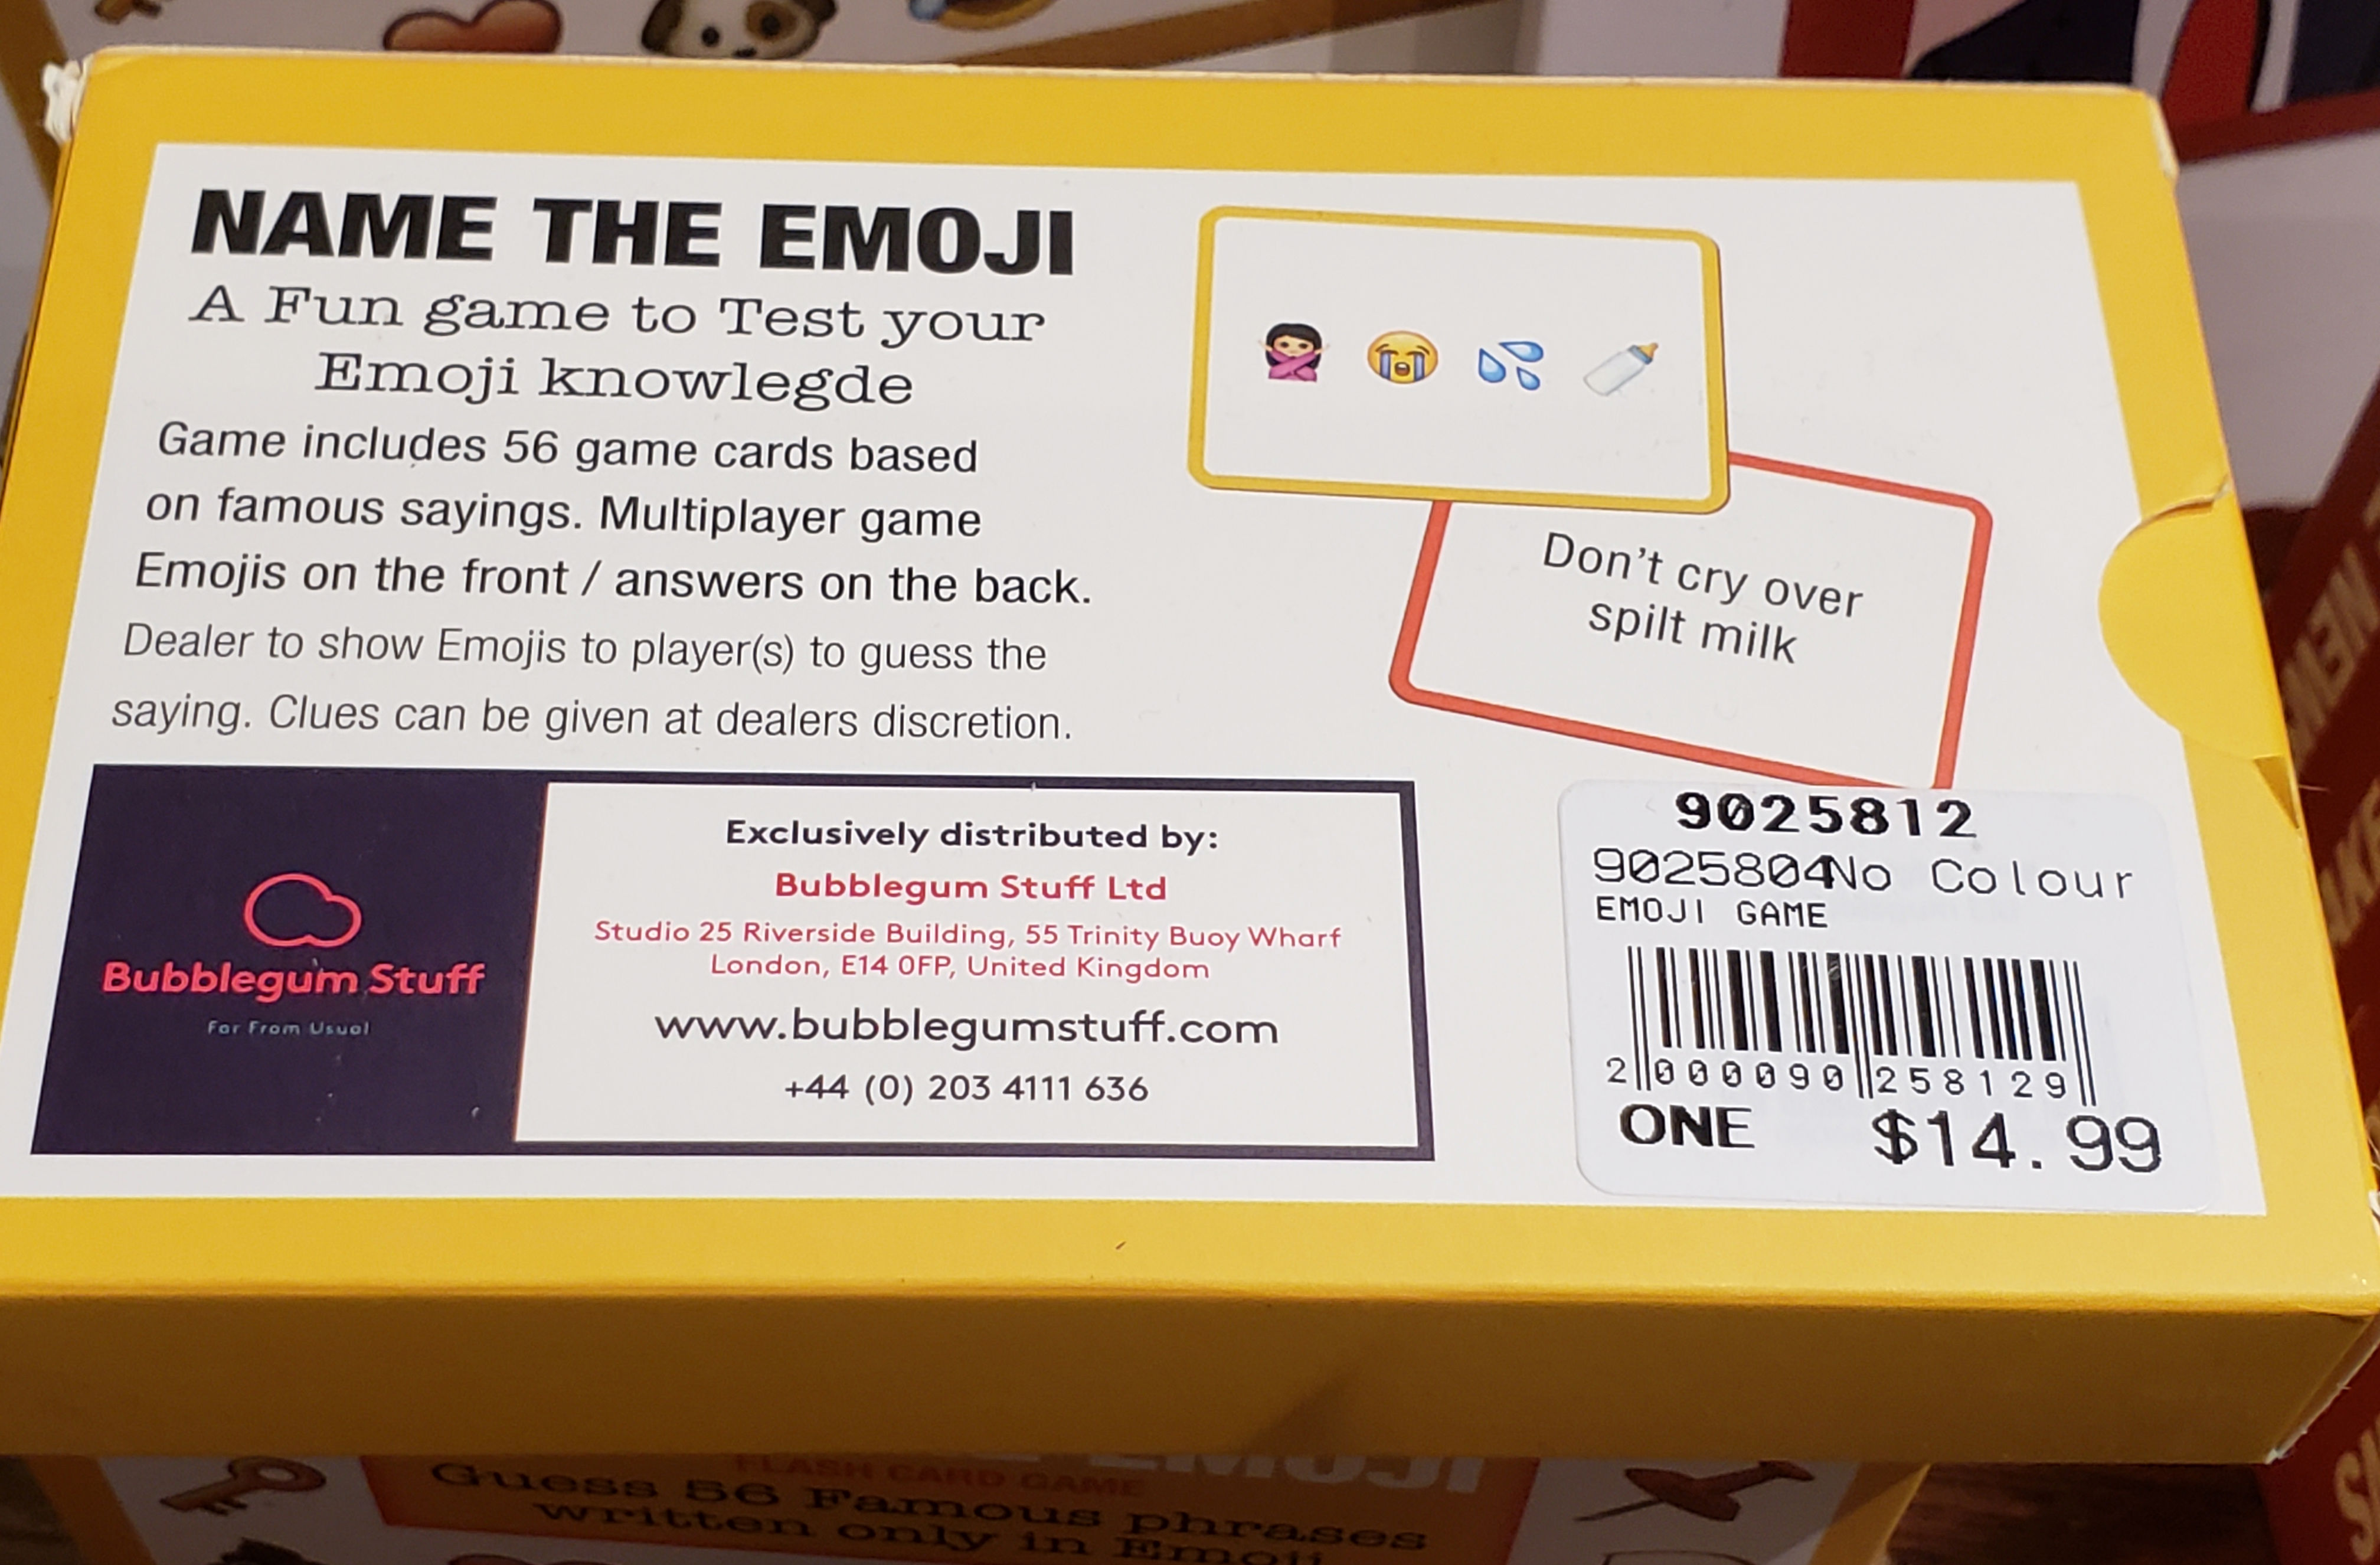 NAME THE EMOJI
A Fun game to Test your
Emoji knowlegde
Game includes 56 game cards based
on famous sayings. Multiplayer game
Emojis on the front / answers on the back.
Dealer to show Emojis to player(s) to guess the
saying. Clues can be given at dealers discretion.
Don't cry over
spilt milk
Bubblegum Stuff
Far From Usual
Exclusively distributed by:
Bubblegum Stuff Ltd
Studio 25 Riverside Building, 55 Trinity Buoy Wharf
London, E14 0FP, United Kingdom
www.bubblegumstuff.com
+44 (0) 203 4111 636
9025812
9025804No Colour
EMOJI GAME
2 000090 258129
ONE $14.99
EMOJI
FLASH CARD GAME
Guess 56 Famous phrases
written only in Emoji